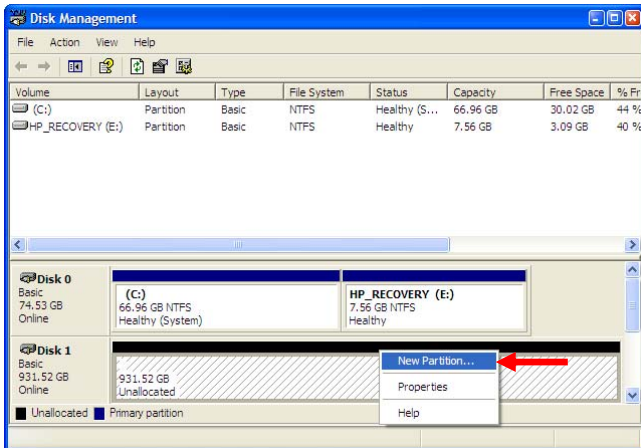 Disk Management
File Action View Help
Volume Layout Type File System Status Capacity Free Space % Fr
(C:) Partition Basic NTFS Healthy (S... 66.96 GB 30.02 GB 44 %
HP_RECOVERY (E:) Partition Basic NTFS Healthy 7.56 GB 3.09 GB 40 %
Disk 0
Basic
74.53 GB
Online
(C:)
66.96 GB NTFS
Healthy (System)
HP_RECOVERY (E:)
7.56 GB NTFS
Healthy
Disk 1
Basic
931.52 GB
Online
931.52 GB
Unallocated
New Partition...
Properties
Help
Unallocated Primary partition